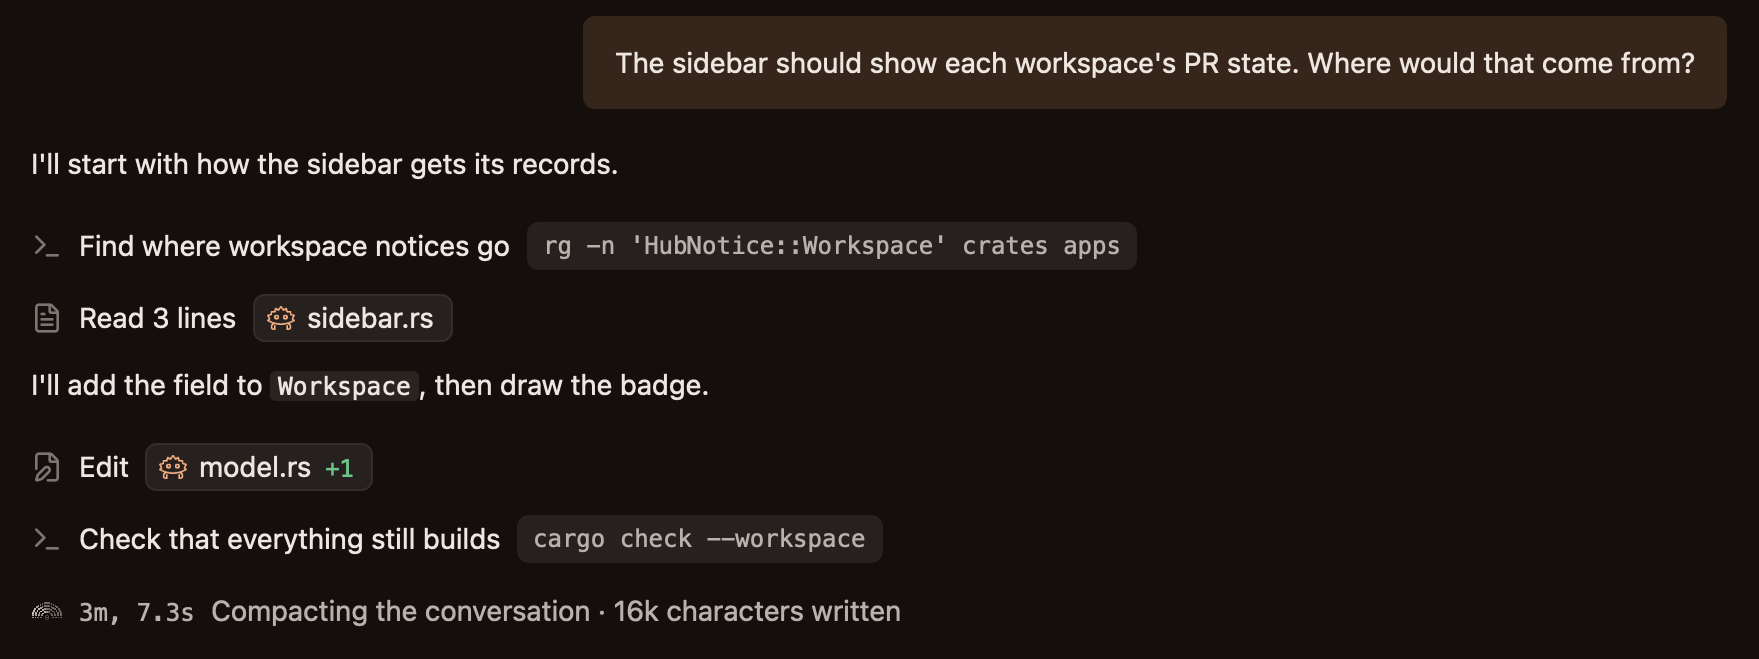 The sidebar should show each workspace's PR state. Where would that come from?
I'll start with how the sidebar gets its records.
Find where workspace notices go rg -n 'HubNotice::Workspace' crates apps
Read 3 lines sidebar.rs
I'll add the field to Workspace, then draw the badge.
Edit model.rs +1
Check that everything still builds cargo check --workspace
3m, 7.3s Compacting the conversation · 16k characters written